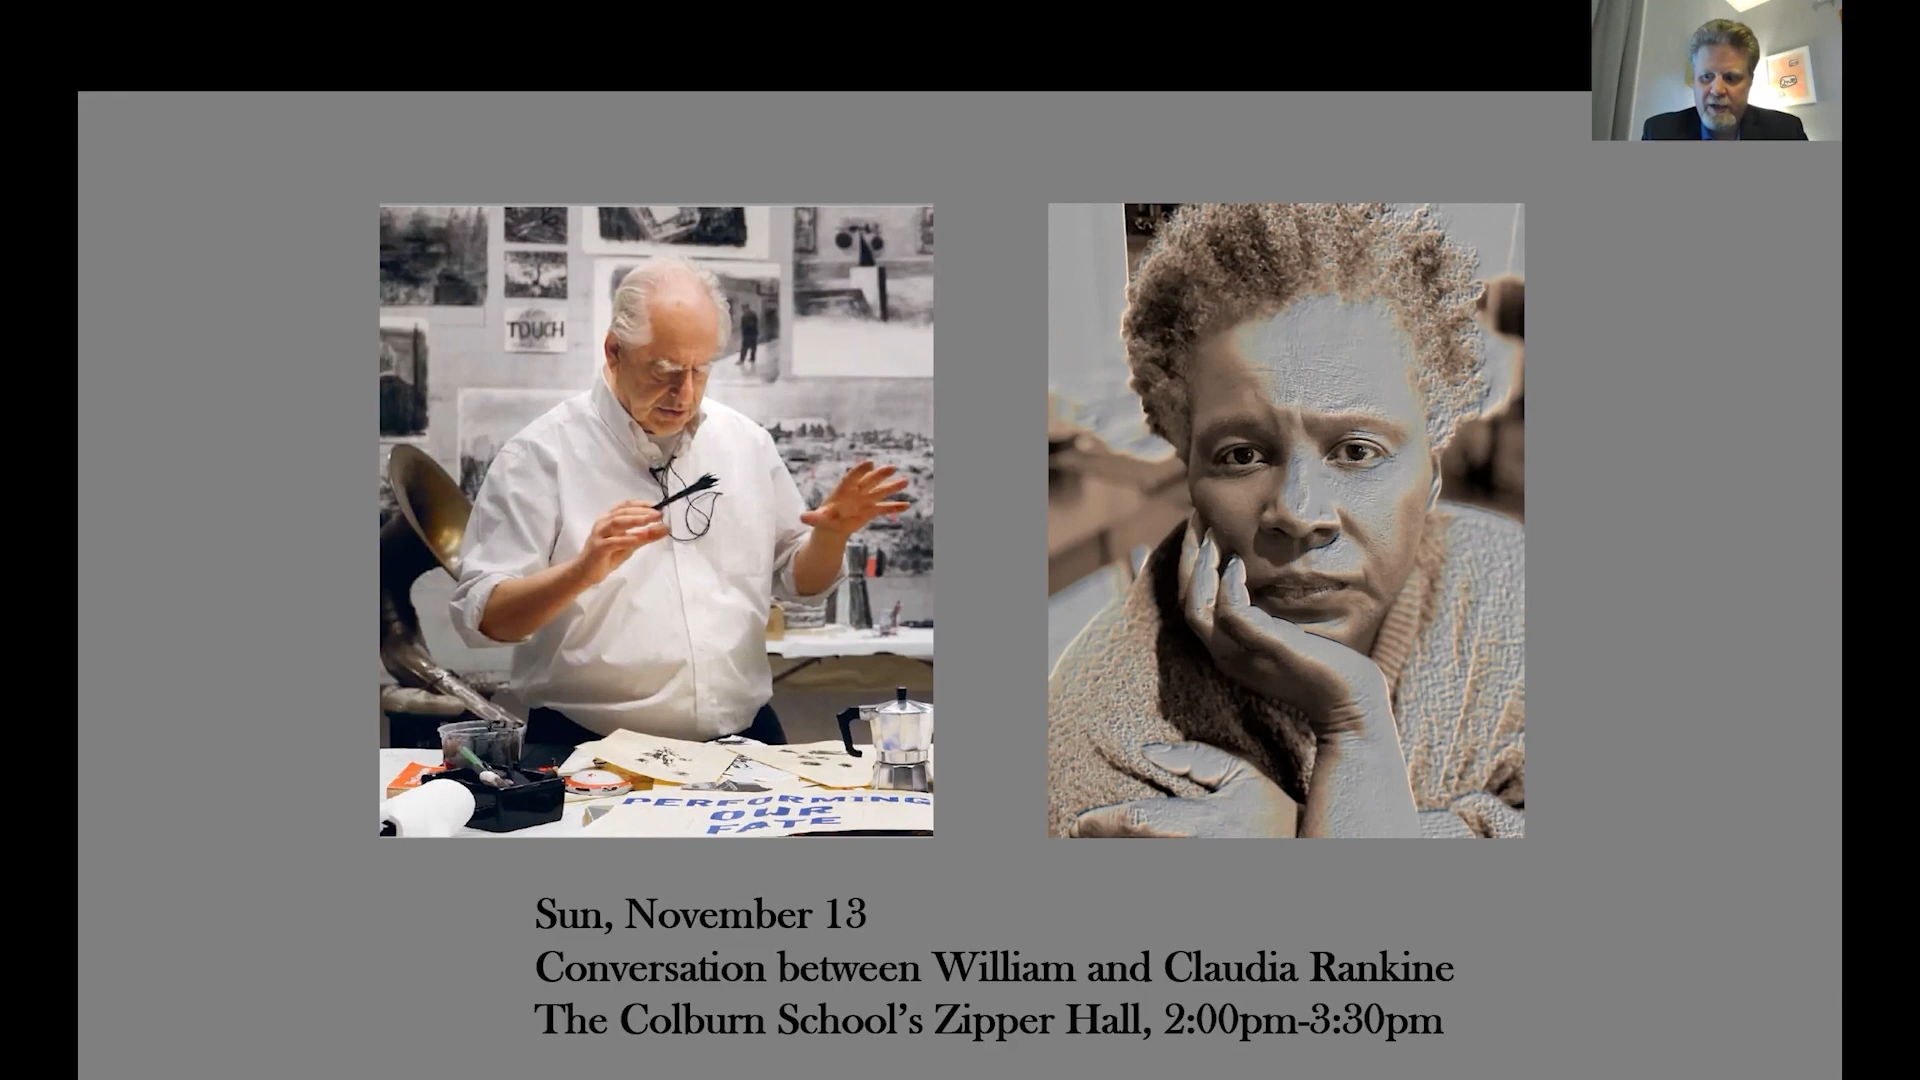 TOUCH
PERFORMING
OUR
FATE
Sun, November 13
Conversation between William and Claudia Rankine
The Colburn School's Zipper Hall, 2:00pm-3:30pm